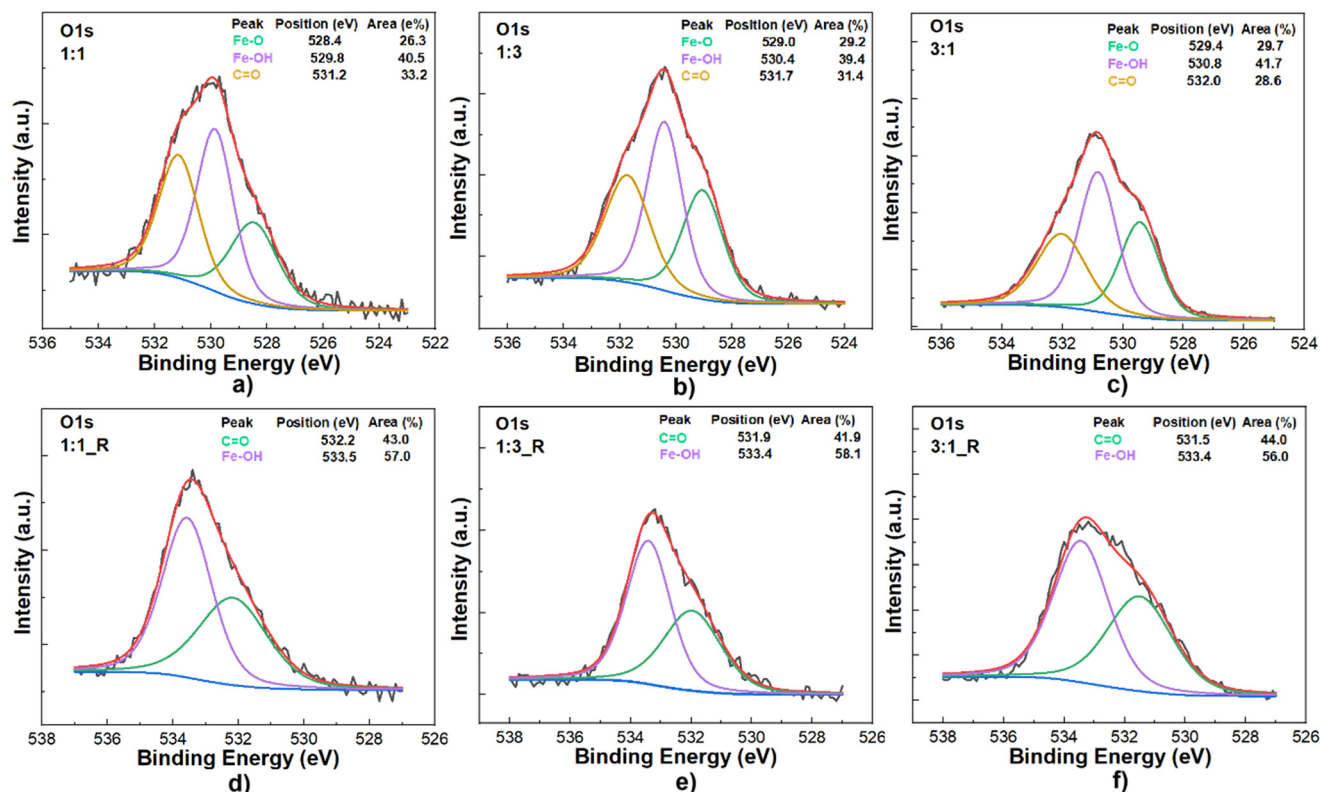 O1s
1:1
Peak Position (eV) Area (e%)
Fe-O 528.4 26.3
Fe-OH 529.8 40.5
C=O 531.2 33.2
Intensity (a.u.)
536 534 532 530 528 526 524 522
Binding Energy (eV)
a)
O1s
1:3
Peak Position (eV) Area (%)
Fe-O 529.0 29.2
Fe-OH 530.4 39.4
C=O 531.7 31.4
Intensity (a.u.)
536 534 532 530 528 526 524
Binding Energy (eV)
b)
O1s
3:1
Peak Position (eV) Area (%)
Fe-O 529.4 29.7
Fe-OH 530.8 41.7
C=O 532.0 28.6
Intensity (a.u.)
536 534 532 530 528 526 524
Binding Energy (eV)
c)
O1s
1:1_R
Peak Position (eV) Area (%)
C=O 532.2 43.0
Fe-OH 533.5 57.0
Intensity (a.u.)
538 536 534 532 530 528 526
Binding Energy (eV)
d)
O1s
1:3_R
Peak Position (eV) Area (%)
C=O 531.9 41.9
Fe-OH 533.4 58.1
Intensity (a.u.)
538 536 534 532 530 528 526
Binding Energy (eV)
e)
O1s
3:1_R
Peak Position (eV) Area (%)
C=O 531.5 44.0
Fe-OH 533.4 56.0
Intensity (a.u.)
538 536 534 532 530 528 526
Binding Energy (eV)
f)